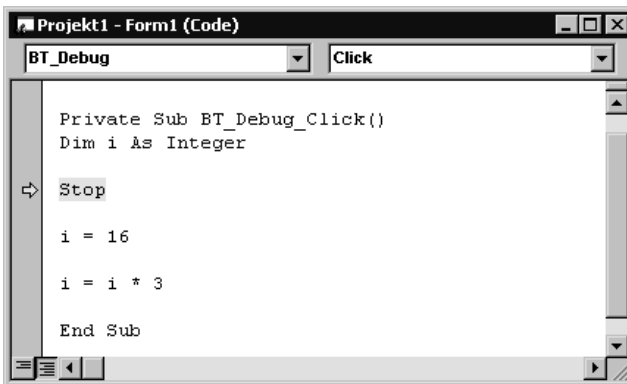 Projekt1 - Form1 (Code)
BT_Debug
Click
Private Sub BT_Debug_Click()
Dim i As Integer
Stop
i = 16
i = i * 3
End Sub